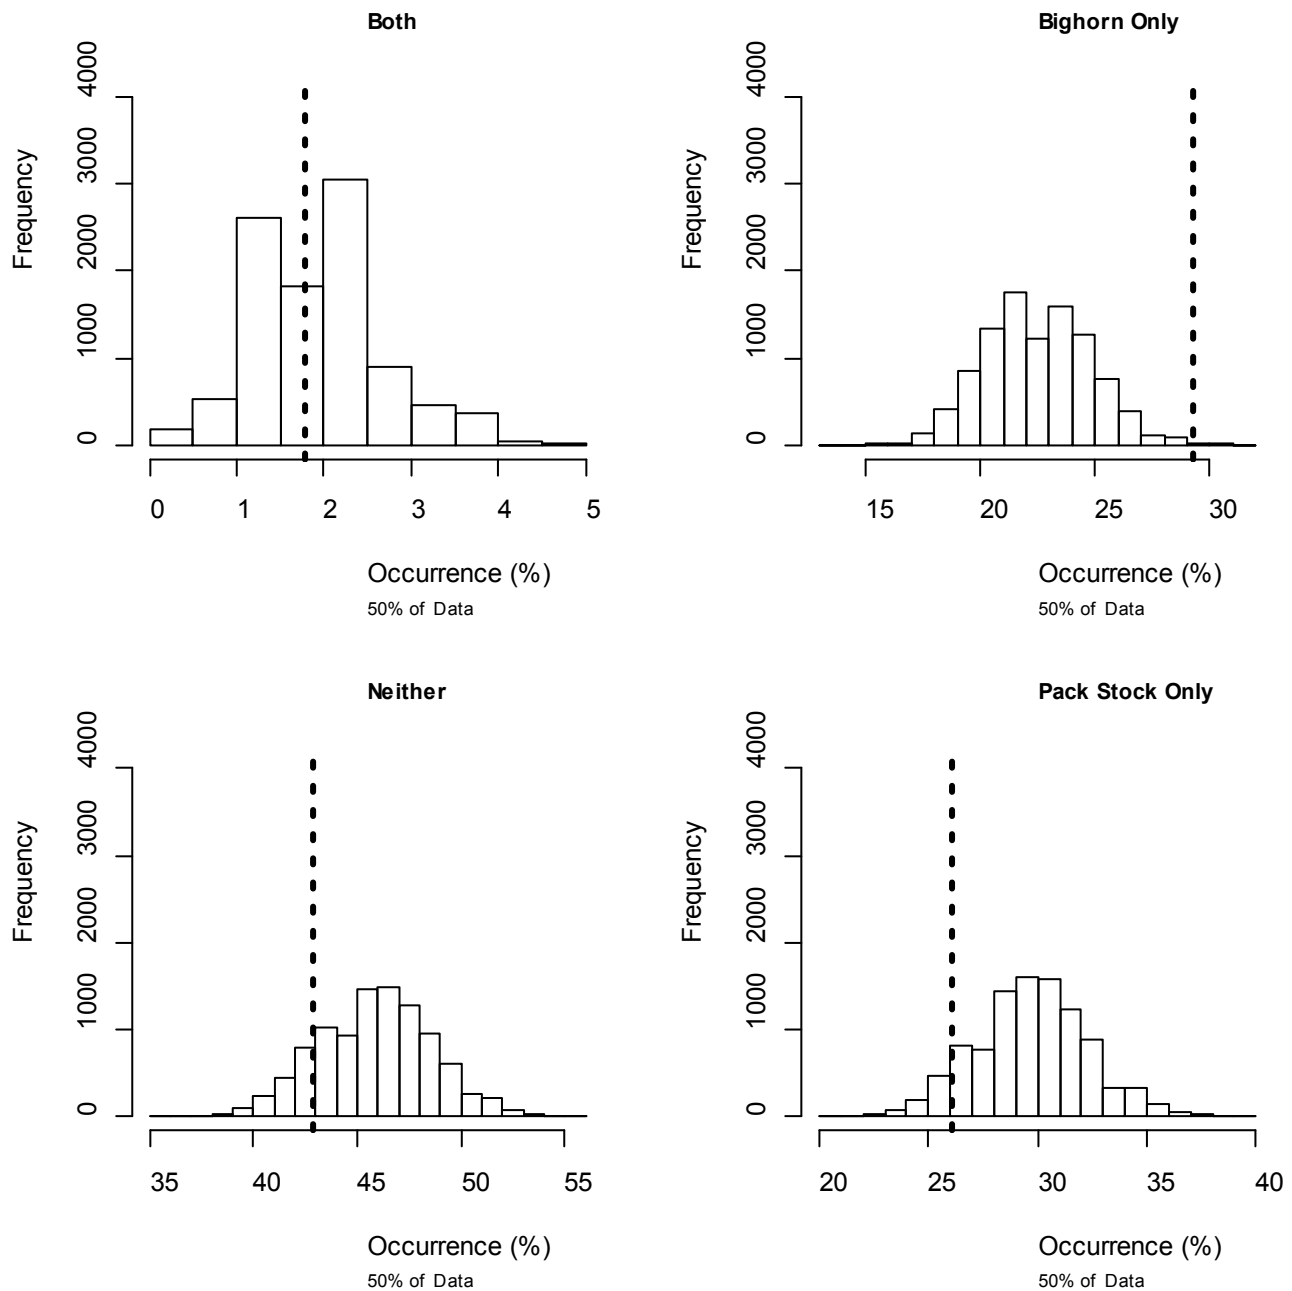 Both
Frequency
0 1000 2000 3000 4000
0 1 2 3 4 5
Occurrence (%)
50% of Data
Bighorn Only
Frequency
0 1000 2000 3000 4000
15 20 25 30
Occurrence (%)
50% of Data
Neither
Frequency
0 1000 2000 3000 4000
35 40 45 50 55
Occurrence (%)
50% of Data
Pack Stock Only
Frequency
0 1000 2000 3000 4000
20 25 30 35 40
Occurrence (%)
50% of Data